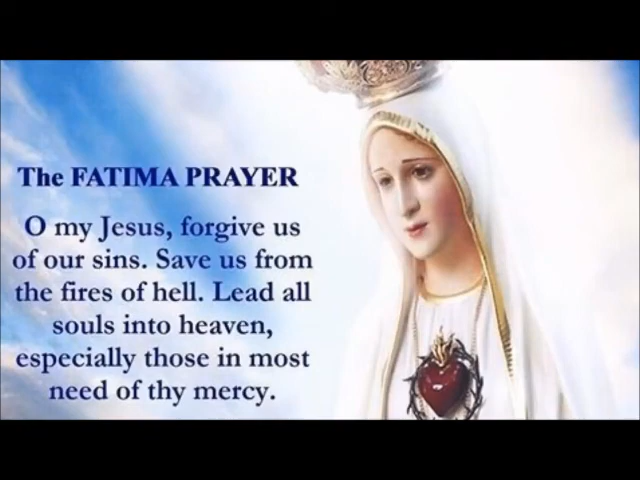 The FATIMA PRAYER
O my Jesus, forgive us
of our sins. Save us from
the fires of hell. Lead all
souls into heaven,
especially those in most
need of thy mercy.